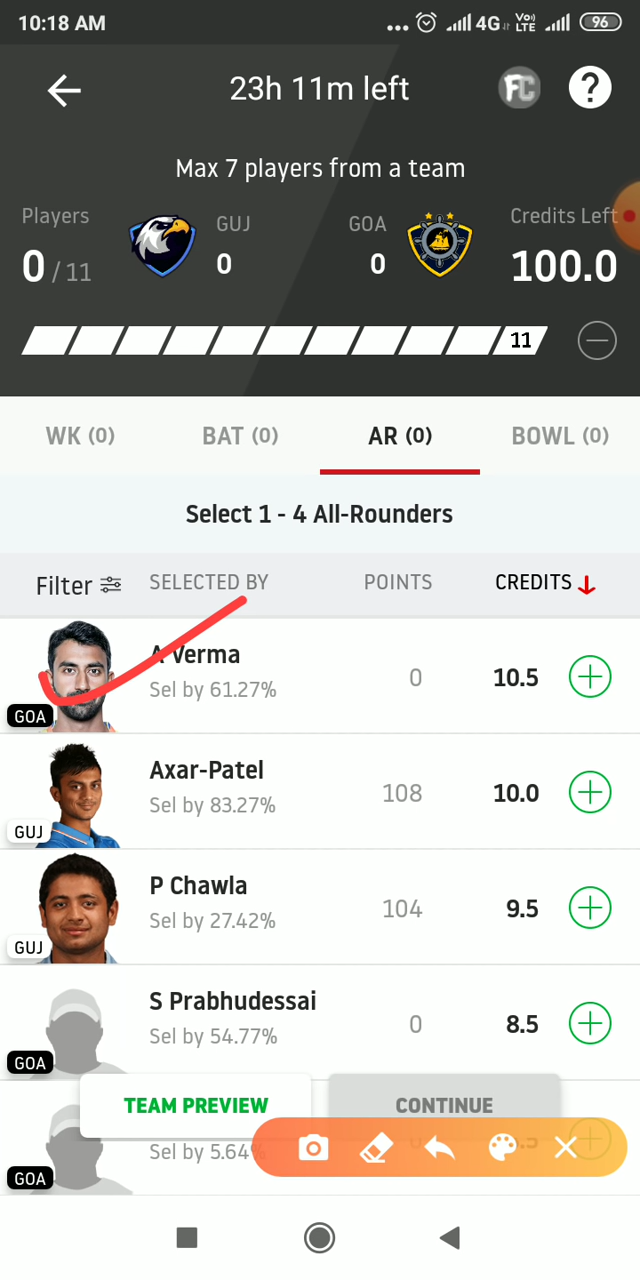 10:18 AM
4G
Vo))
LTE
96
23h 11m left
FC
?
Max 7 players from a team
Players
GUJ
GOA
Credits Left
0 / 11
0
0
100.0
11
WK (0)
BAT (0)
AR (0)
BOWL (0)
Select 1 - 4 All-Rounders
Filter
SELECTED BY
POINTS
CREDITS
A Verma
Sel by 61.27%
0
10.5
GOA
Axar-Patel
Sel by 83.27%
108
10.0
GUJ
P Chawla
Sel by 27.42%
104
9.5
GUJ
S Prabhudessai
Sel by 54.77%
0
8.5
GOA
TEAM PREVIEW
CONTINUE
Sel by 5.64%
GOA